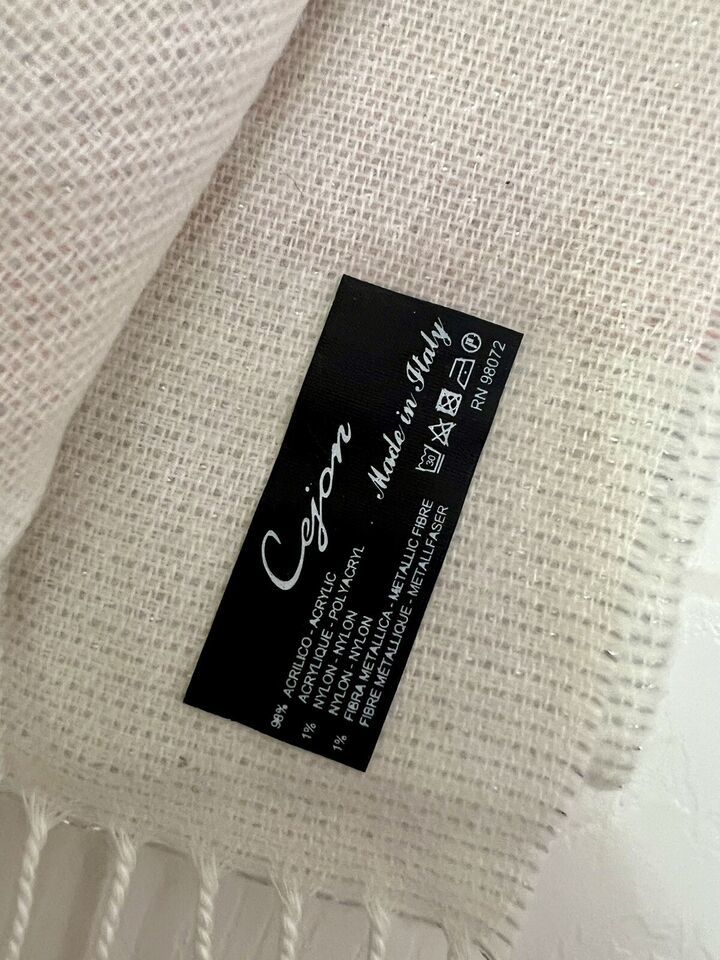 Cejon
Made in Italy
98% ACRILICO - ACRYLIC
ACRYLIQUE - POLYACRYL
1% NYLON - NYLON
NYLON - NYLON
1% FIBRA METALLICA - METALLIC FIBRE
FIBRE METALLIQUE - METALLFASER
30
RN 98072